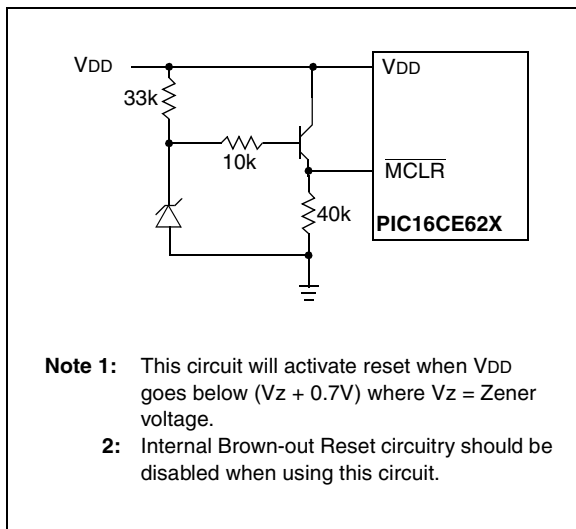 VDD
VDD
33k
10k
MCLR
40k
PIC16CE62X
Note 1: This circuit will activate reset when VDD
goes below (Vz + 0.7V) where Vz = Zener
voltage.
2: Internal Brown-out Reset circuitry should be
disabled when using this circuit.